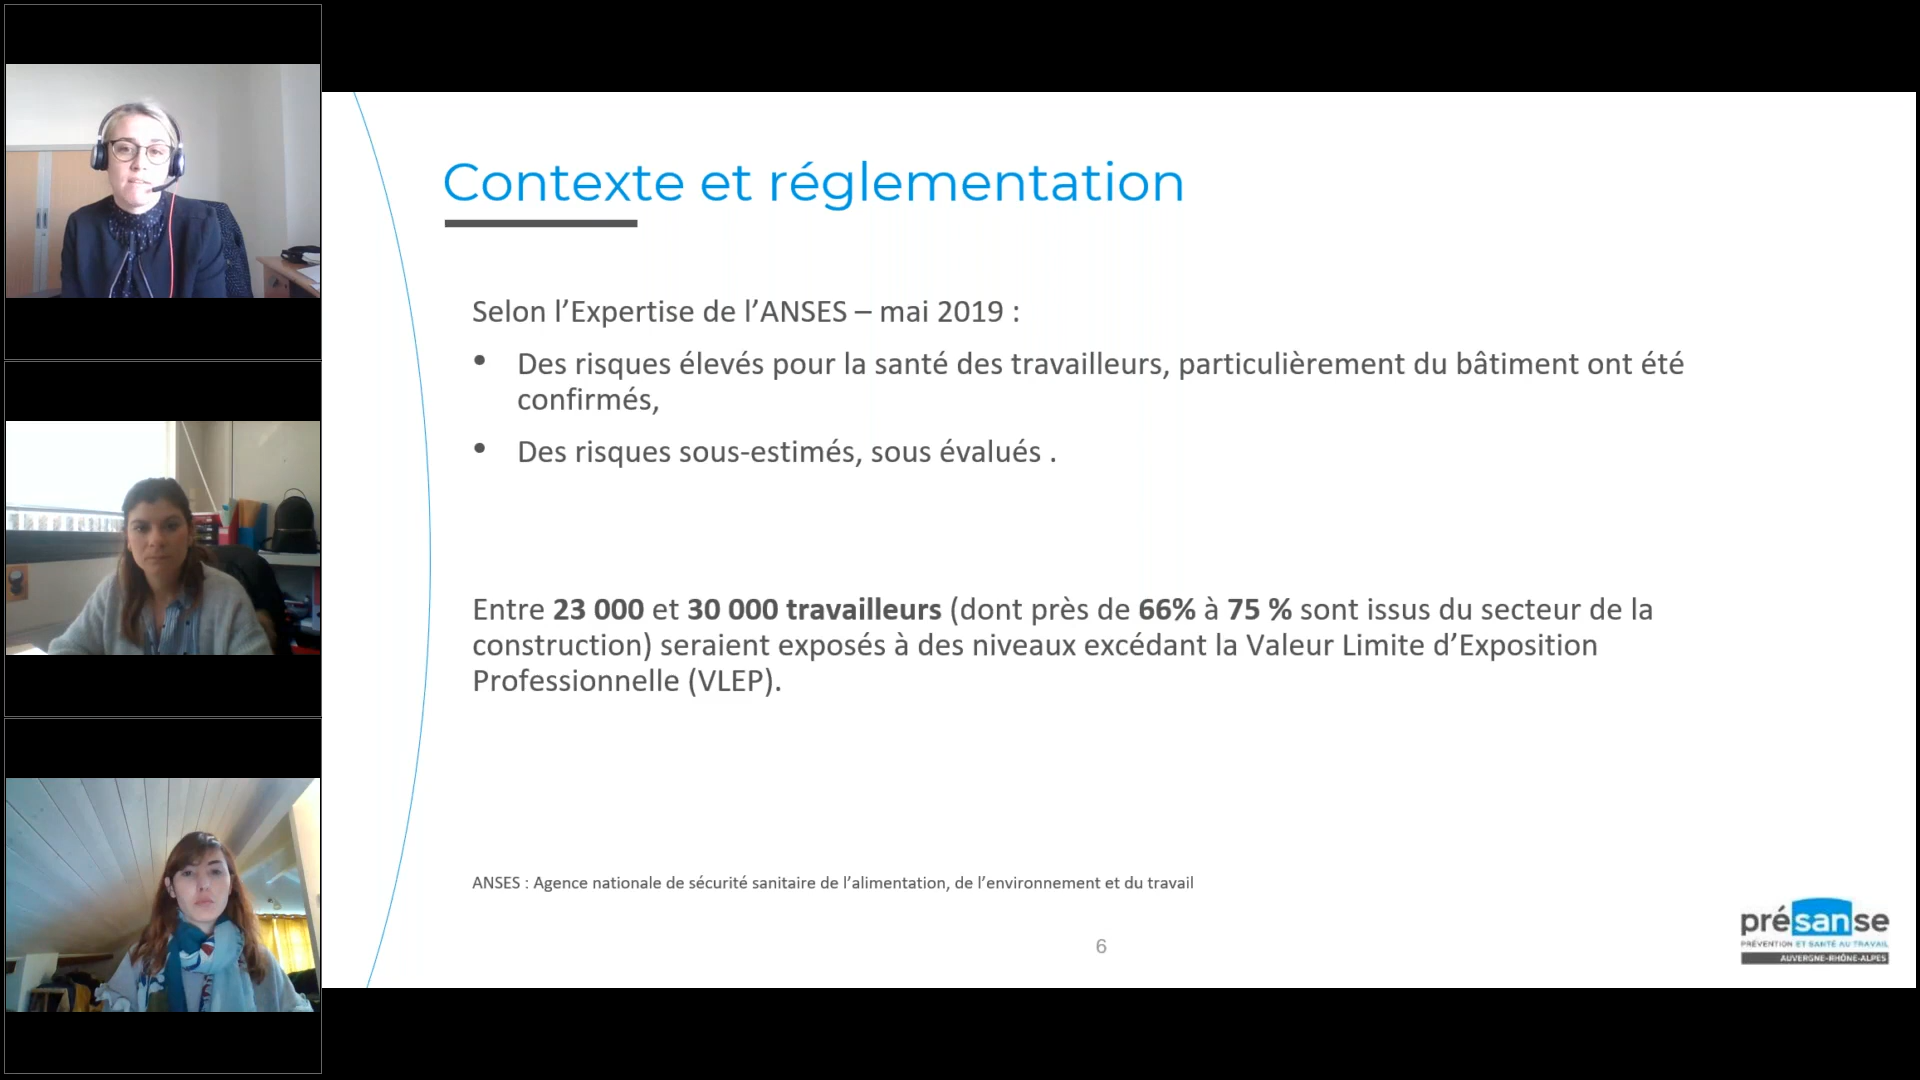 Contexte et réglementation
Selon l’Expertise de l’ANSES – mai 2019 :
• Des risques élevés pour la santé des travailleurs, particulièrement du bâtiment ont été
confirmés,
• Des risques sous-estimés, sous évalués .
Entre 23 000 et 30 000 travailleurs (dont près de 66% à 75 % sont issus du secteur de la
construction) seraient exposés à des niveaux excédant la Valeur Limite d’Exposition
Professionnelle (VLEP).
ANSES : Agence nationale de sécurité sanitaire de l’alimentation, de l’environnement et du travail
6
présanse
PRÉVENTION ET SANTÉ AU TRAVAIL
AUVERGNE-RHÔNE-ALPES